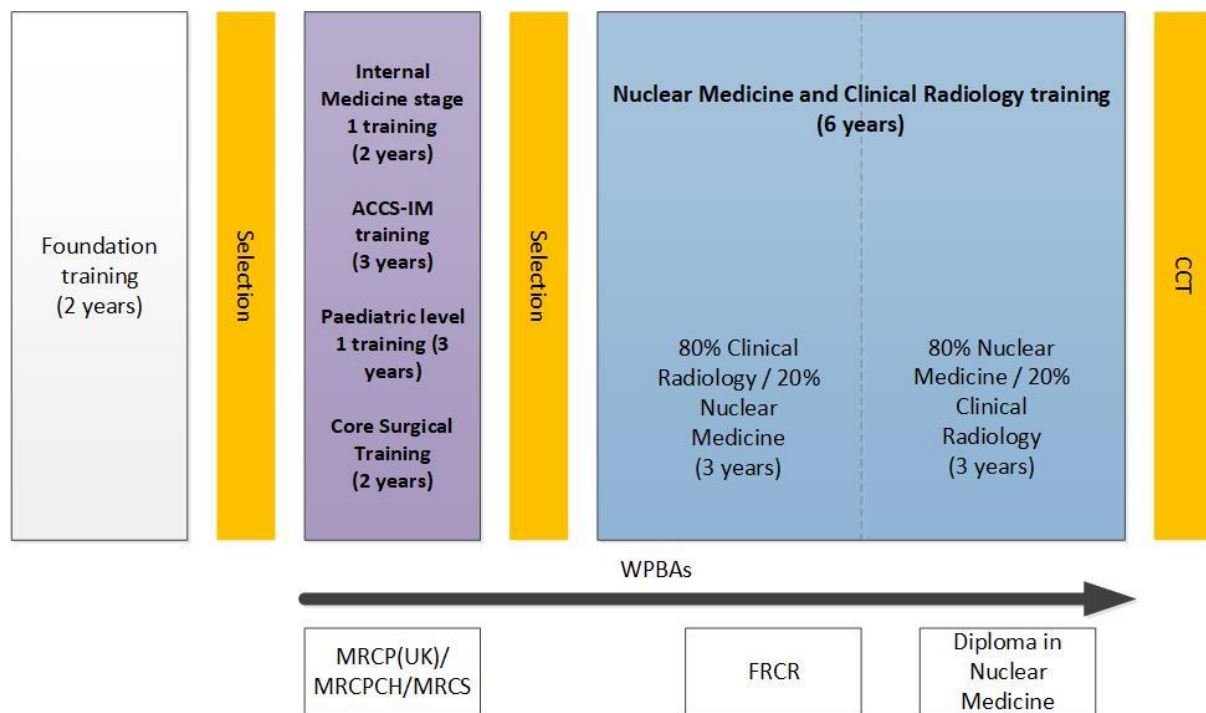 Foundation
training
(2 years)
Selection
Internal
Medicine stage
1 training
(2 years)
ACCS-IM
training
(3 years)
Paediatric level
1 training (3
years)
Core Surgical
Training
(2 years)
Selection
Nuclear Medicine and Clinical Radiology training
(6 years)
80% Clinical
Radiology / 20%
Nuclear
Medicine
(3 years)
80% Nuclear
Medicine / 20%
Clinical
Radiology
(3 years)
CCT
WPBAs
MRCP(UK)/
MRCPCH/MRCS
FRCR
Diploma in
Nuclear
Medicine